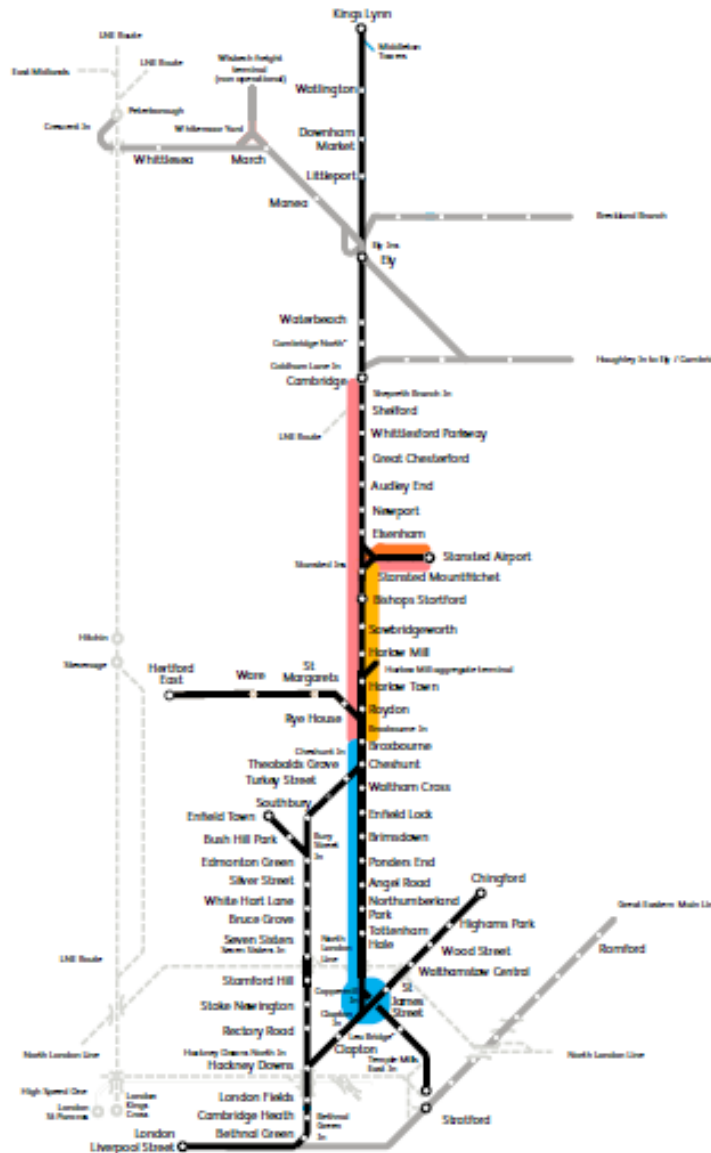 Kings Lynn
LNE Route
Middleton
Towers
Wisbech freight
terminal
(non operational)
East Midlands
LNE Route
Watlington
Peterborough
Crescent Jn
Whitemoor Yard
Downham
Market
Whittlesea
March
Littleport
Manea
Breckland Branch
Ely Jns
Ely
Waterbeach
Cambridge North*
Coldham Lane Jn
Haughley Jn to Ely /
Cambridge
Shepreth Branch Jn
Shelford
LNE Route
Whittlesford Parkway
Great Chesterford
Audley End
Newport
Elsenham
Stansted Airport
Stansted Jns
Stansted Mountfitchet
Bishops Stortford
Sawbridgeworth
Hitchin
Harlow Mill
Stevenage
Hertford
East
Ware
St
Margarets
Harlow Mill aggregate terminal
Harlow Town
Roydon
Rye House
Broxbourne Jn
Cheshunt Jn
Broxbourne
Theobalds Grove
Cheshunt
Turkey Street
Waltham Cross
Southbury
Enfield Town
Enfield Lock
Bush Hill Park
Bury
Street
Jn
Brimsdown
Edmonton Green
Ponders End
Silver Street
Angel Road
Chingford
White Hart Lane
Northumberland
Park
Bruce Grove
Highams Park
Great Eastern Main
Tottenham
Hale
Seven Sisters
Seven Sisters Jn
North
London
Line
Wood Street
Romford
LNE Route
Walthamstow Central
Stamford Hill
St
James
Street
Stoke Newington
Clapton
Jn
Rectory Road
Lea Bridge
Clapton
North London Line
Hackney Downs North Jn
Temple Mills
East Jn
North London Line
Hackney Downs
High Speed One
London
St Pancras
London
Kings
Cross
London Fields
Cambridge Heath
Stratford
London
Liverpool Street
Bethnal Green
Bethnal
Green
Jn